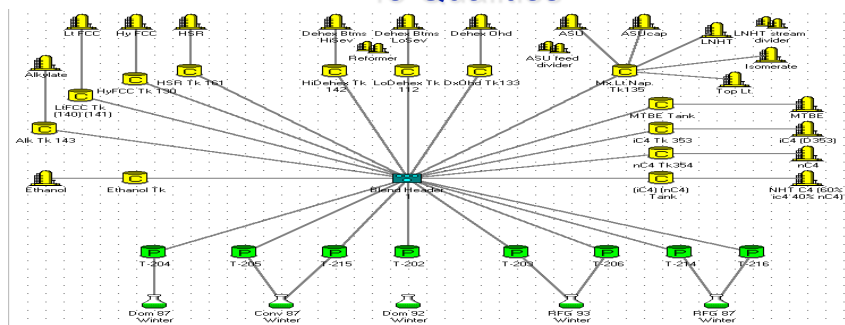 Lt FCC
Hy FCC
HSR
Dehex Btms HiSev
Dehex Btms LoSev
Dehex Ohd
ASU
ASUcap
LNHT
LNHT stream divider
Reformer
ASU feed divider
Isomerate
Alkylate
HyFCC Tk 130
HSR Tk 161
HiDehex Tk 142
LoDehex Tk 112
DxOhd Tk133
Mx.Lt Nap. Tk135
Top Lt
LtFCC Tk (140) (141)
MTBE Tank
MTBE
Alk Tk 143
iC4 Tk 353
iC4 (D353)
nC4 Tk354
nC4
Ethanol
Ethanol Tk
Blend Header 1
(iC4) (nC4) Tank
NHT C4 (60% ic4 40% nC4)
T-204
T-205
T-215
T-202
T-203
T-206
T-214
T-216
Dom 87 Winter
Conv 87 Winter
Dom 92 Winter
RFG 93 Winter
RFG 87 Winter